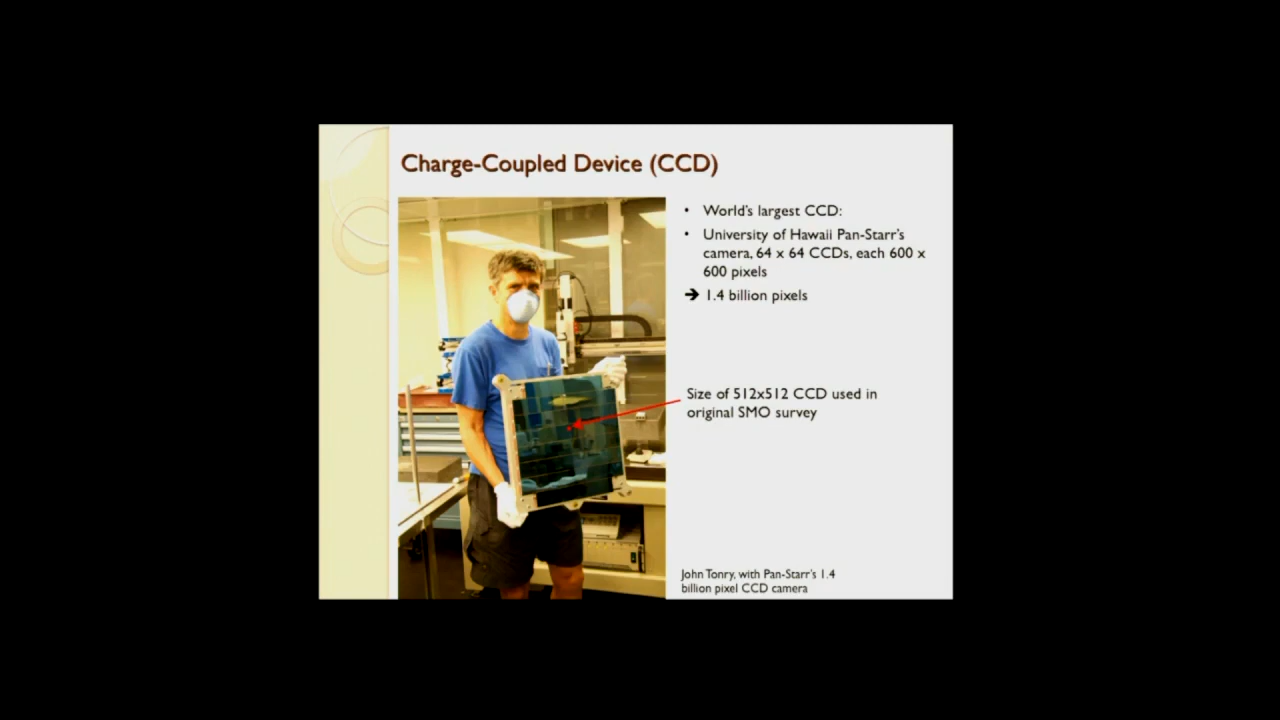 Charge-Coupled Device (CCD)
• World's largest CCD:
• University of Hawaii Pan-Starr's
camera, 64 x 64 CCDs, each 600 x
600 pixels
➔ 1.4 billion pixels
Size of 512x512 CCD used in
original SMO survey
John Tonry, with Pan-Starr's 1.4
billion pixel CCD camera